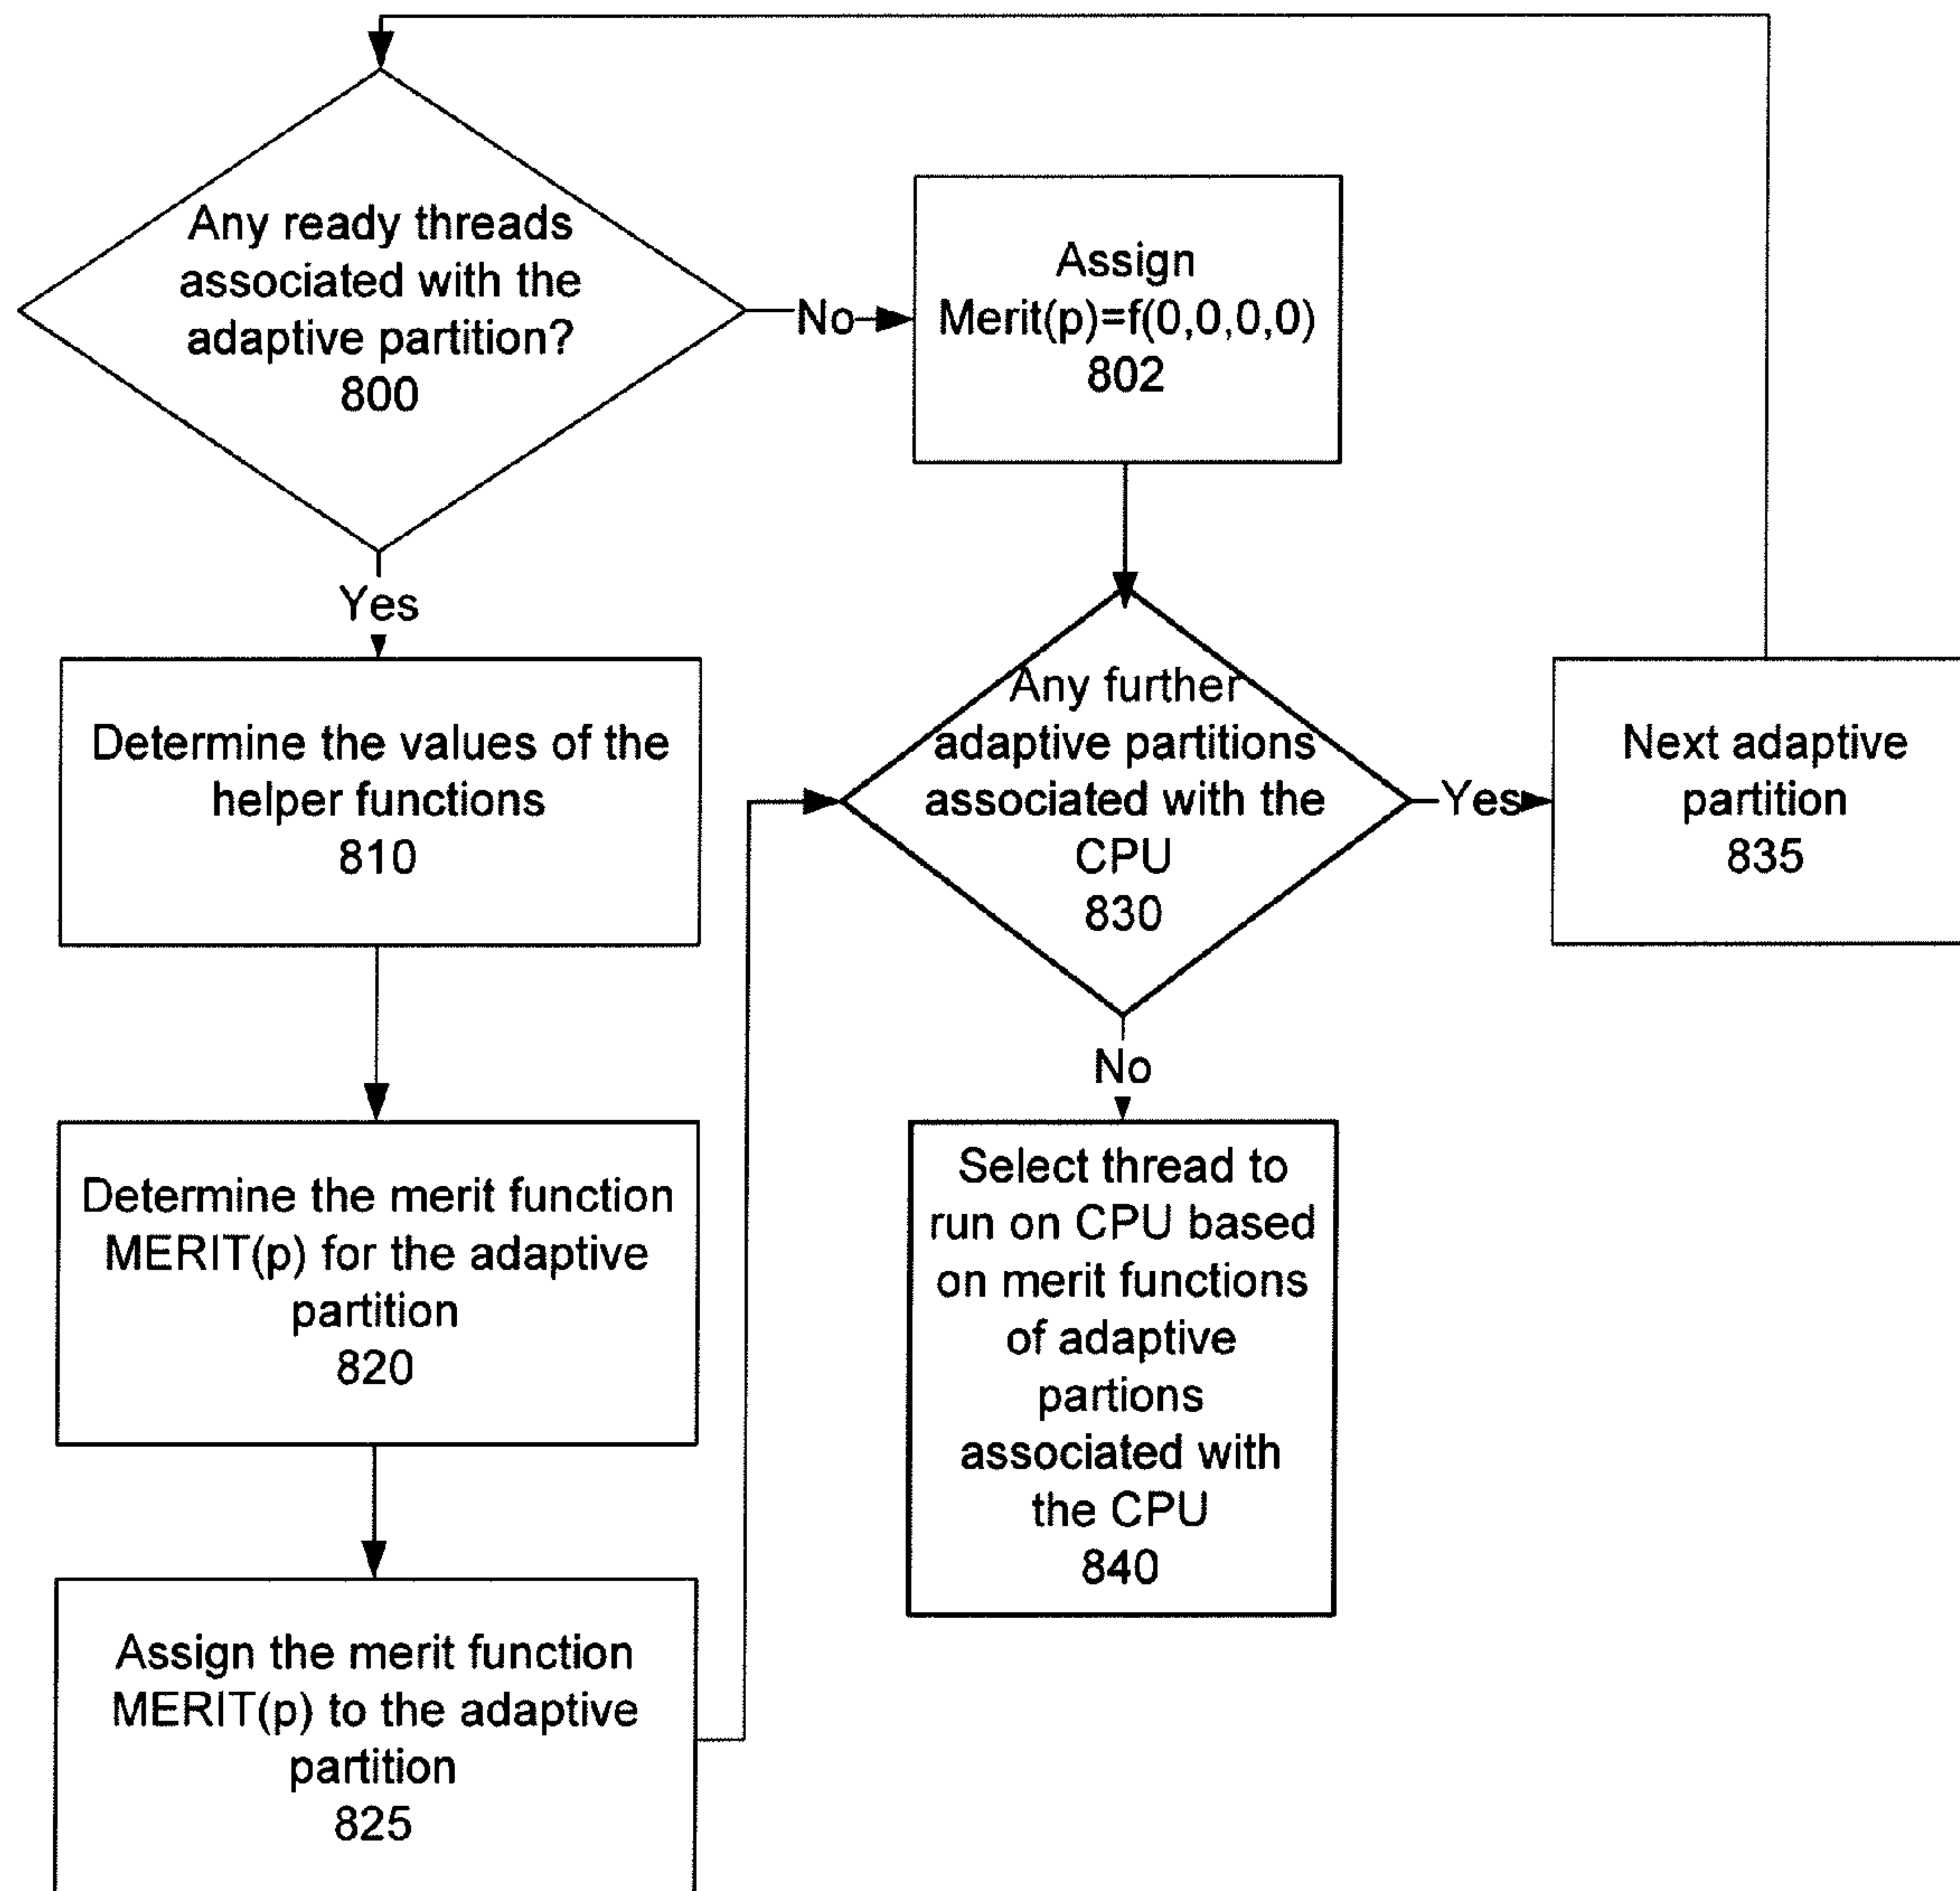 Any ready threads
associated with the
adaptive partition?
800
No
Assign
Merit(p)=f(0,0,0,0)
802
Yes
Determine the values of the
helper functions
810
Any further
adaptive partitions
associated with the
CPU
830
Yes
Next adaptive
partition
835
No
Determine the merit function
MERIT(p) for the adaptive
partition
820
Select thread to
run on CPU based
on merit functions
of adaptive
partions
associated with
the CPU
840
Assign the merit function
MERIT(p) to the adaptive
partition
825